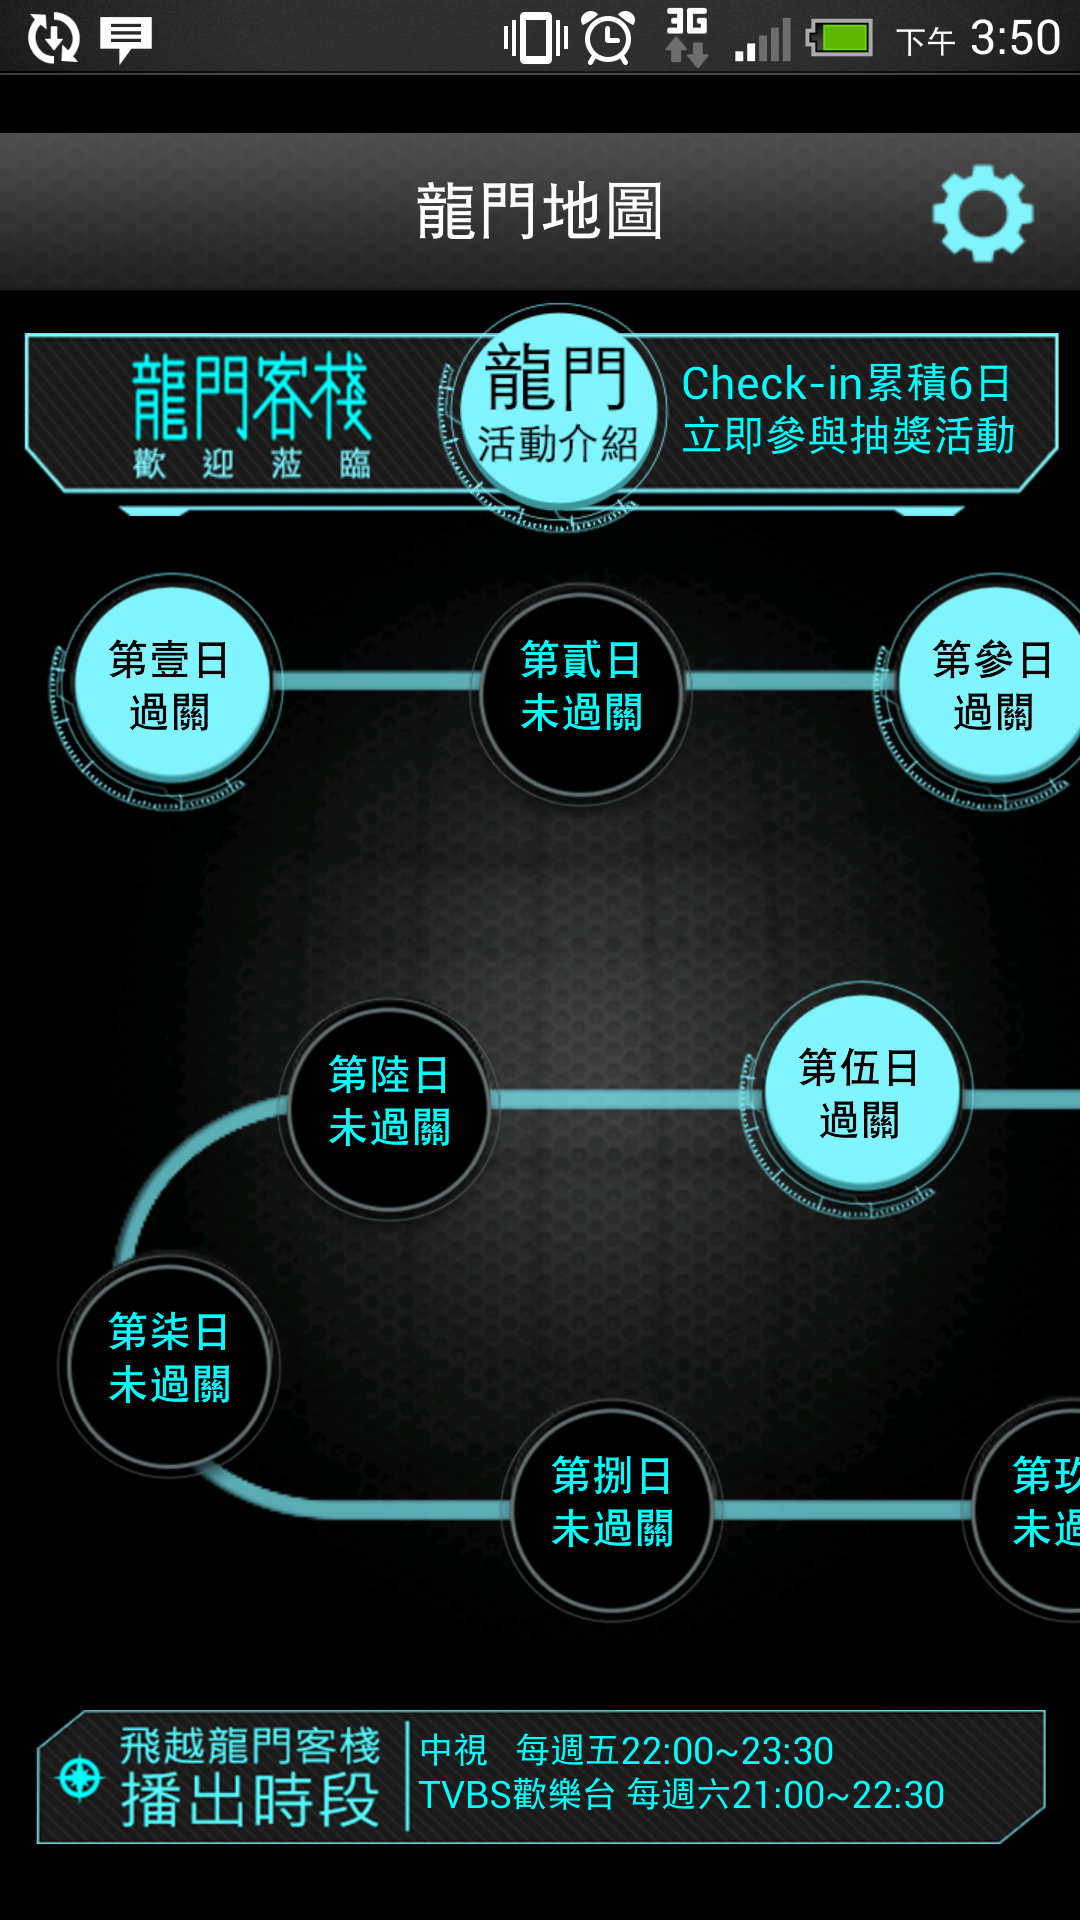 3G
下午 3:50
龍門地圖
龍門客棧
歡迎蒞臨
龍門
活動介紹
Check-in累積6日
立即參與抽獎活動
第壹日
過關
第貳日
未過關
第參日
過關
第陸日
未過關
第伍日
過關
第柒日
未過關
第捌日
未過關
第玖
未過
飛越龍門客棧
播出時段
中視 每週五22:00~23:30
TVBS歡樂台 每週六21:00~22:30